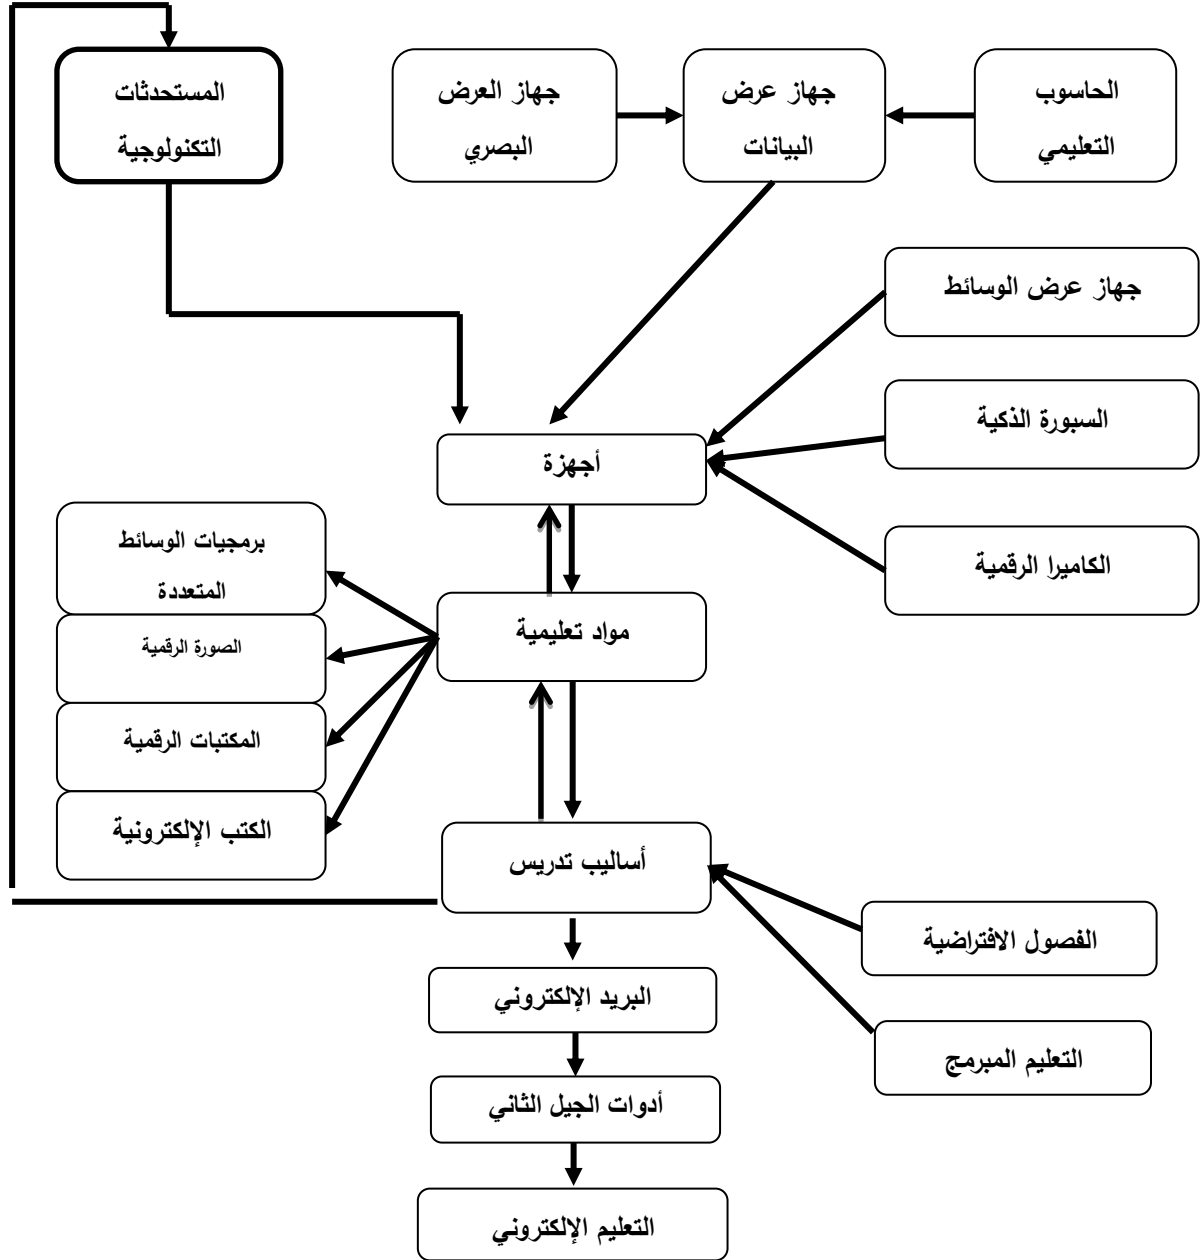 الحاسوب
التعليمي
جهاز عرض
البيانات
جهاز العرض
البصري
المستحدثات
التكنولوجية
جهاز عرض الوسائط
السبورة الذكية
أجهزة
الكاميرا الرقمية
برمجيات الوسائط
المتعددة
مواد تعليمية
الصورة الرقمية
المكتبات الرقمية
الكتب الإلكترونية
أساليب تدريس
الفصول الافتراضية
البريد الإلكتروني
التعليم المبرمج
أدوات الجيل الثاني
التعليم الإلكتروني